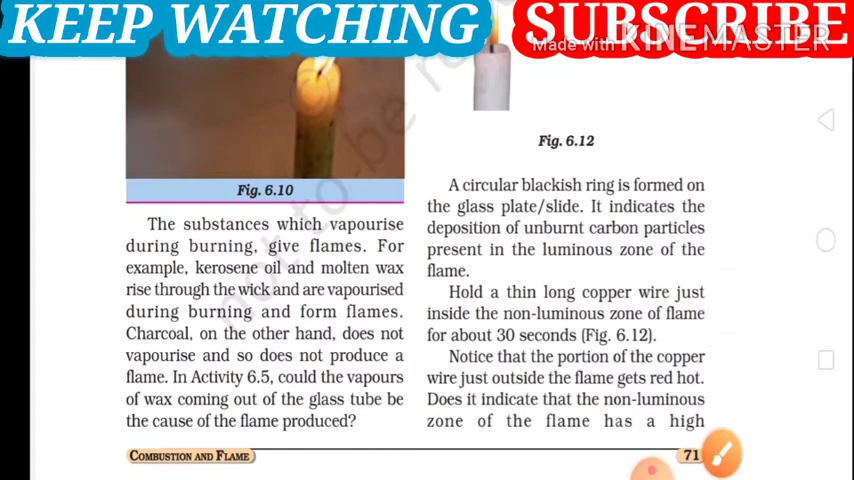 KEEP WATCHING
SUBSCRIBE
Made with KINEMASTER
Fig. 6.10
The substances which vapourise
during burning, give flames. For
example, kerosene oil and molten wax
rise through the wick and are vapourised
during burning and form flames.
Charcoal, on the other hand, does not
vapourise and so does not produce a
flame. In Activity 6.5, could the vapours
of wax coming out of the glass tube be
the cause of the flame produced?
Fig. 6.12
A circular blackish ring is formed on
the glass plate/slide. It indicates the
deposition of unburnt carbon particles
present in the luminous zone of the
flame.
Hold a thin long copper wire just
inside the non-luminous zone of flame
for about 30 seconds (Fig. 6.12).
Notice that the portion of the copper
wire just outside the flame gets red hot.
Does it indicate that the non-luminous
zone of the flame has a high
COMBUSTION AND FLAME
71
not to be re